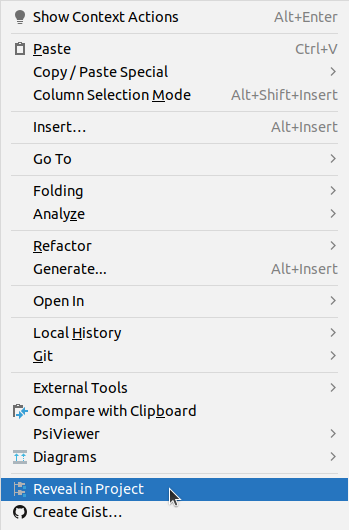 Show Context Actions Alt+Enter
Paste Ctrl+V
Copy / Paste Special
Column Selection Mode Alt+Shift+Insert
Insert... Alt+Insert
Go To
Folding
Analyze
Refactor
Generate... Alt+Insert
Open In
Local History
Git
External Tools
Compare with Clipboard
PsiViewer
Diagrams
Reveal in Project
Create Gist...